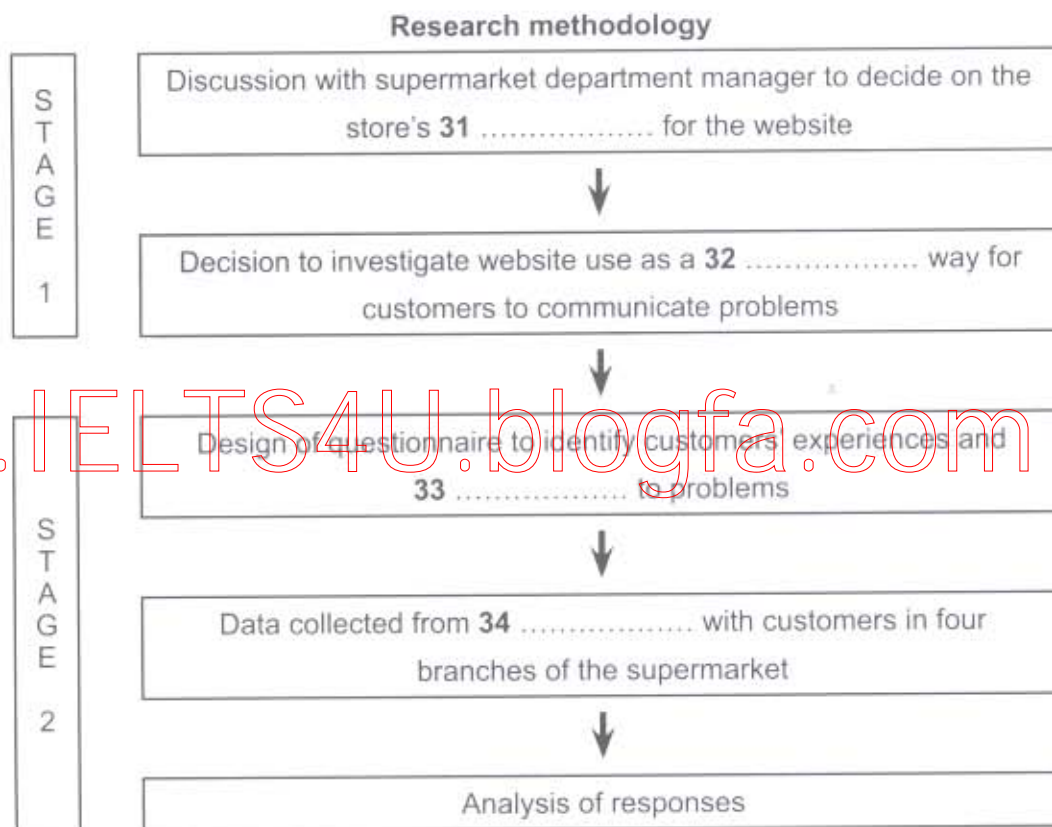 Research methodology
S
T
A
G
E
1
Discussion with supermarket department manager to decide on the
store's 31 .................. for the website
Decision to investigate website use as a 32 .................. way for
customers to communicate problems
.IELTS4U.blogfa.com
S
T
A
G
E
2
Design of questionnaire to identify customers' experiences and
33 .................. to problems
Data collected from 34 .................. with customers in four
branches of the supermarket
Analysis of responses